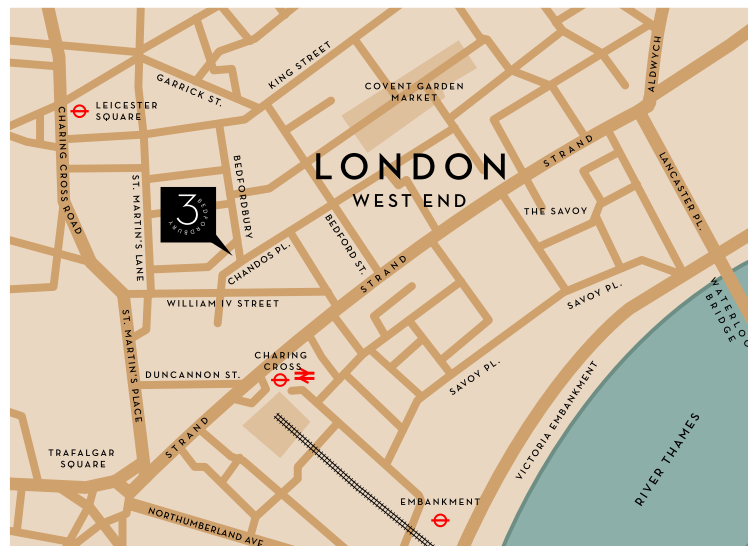 ALDWYCH
KING STREET
GARRICK ST.
COVENT GARDEN
MARKET
LEICESTER
SQUARE
CHARING CROSS ROAD
STRAND
LONDON
WEST END
LANCASTER PL.
BEDFORDBURY
ST. MARTIN'S LANE
3
BEDFORDBURY
THE SAVOY
BEDFORD ST.
CHANDOS PL.
STRAND
WILLIAM IV STREET
SAVOY PL.
WATERLOO
BRIDGE
ST. MARTIN'S PLACE
CHARING
CROSS
DUNCANNON ST.
SAVOY PL.
VICTORIA EMBANKMENT
STRAND
TRAFALGAR
SQUARE
RIVER THAMES
EMBANKMENT
NORTHUMBERLAND AVE